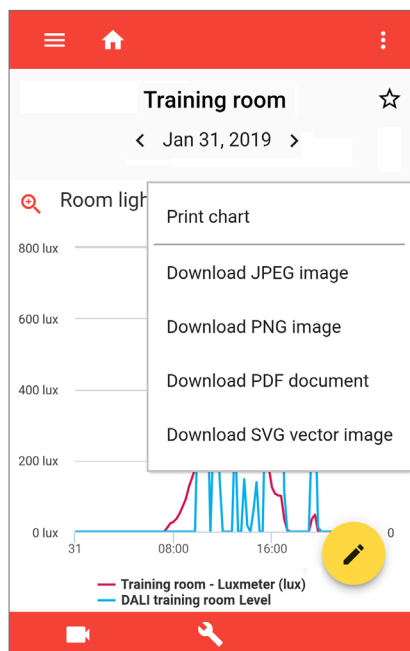 Training room
Jan 31, 2019
Room ligh
Print chart
Download JPEG image
Download PNG image
Download PDF document
Download SVG vector image
800 lux
600 lux
400 lux
200 lux
0 lux
0
31
08:00
16:00
Training room - Luxmeter (lux)
DALI training room Level